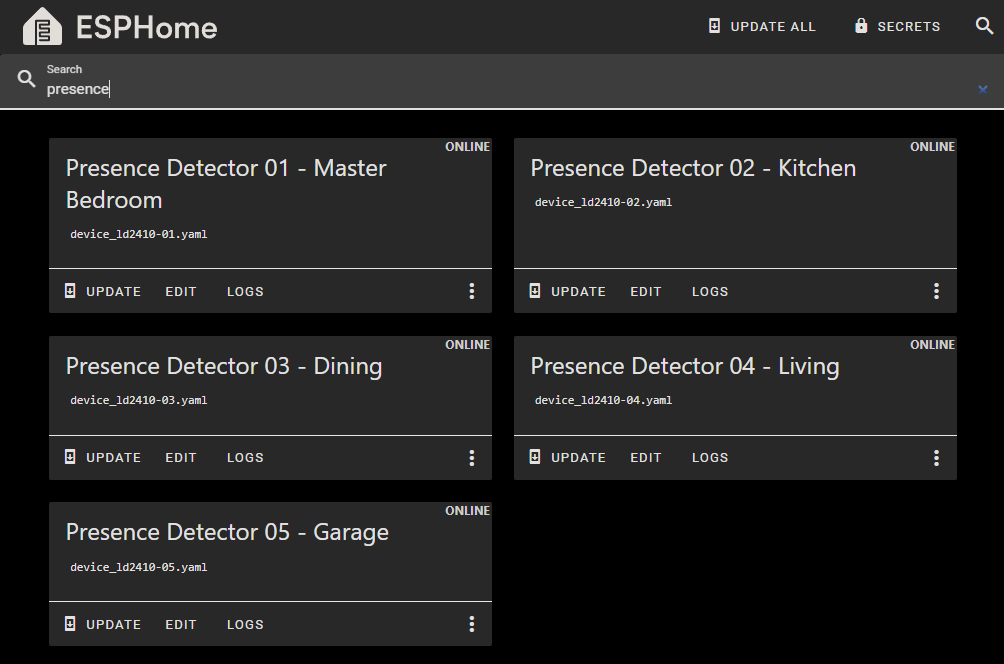 ESPHome
UPDATE ALL
SECRETS
Search
presence
ONLINE
Presence Detector 01 - Master
Bedroom
device_ld2410-01.yaml
UPDATE EDIT LOGS
ONLINE
Presence Detector 02 - Kitchen
device_ld2410-02.yaml
UPDATE EDIT LOGS
ONLINE
Presence Detector 03 - Dining
device_ld2410-03.yaml
UPDATE EDIT LOGS
ONLINE
Presence Detector 04 - Living
device_ld2410-04.yaml
UPDATE EDIT LOGS
ONLINE
Presence Detector 05 - Garage
device_ld2410-05.yaml
UPDATE EDIT LOGS